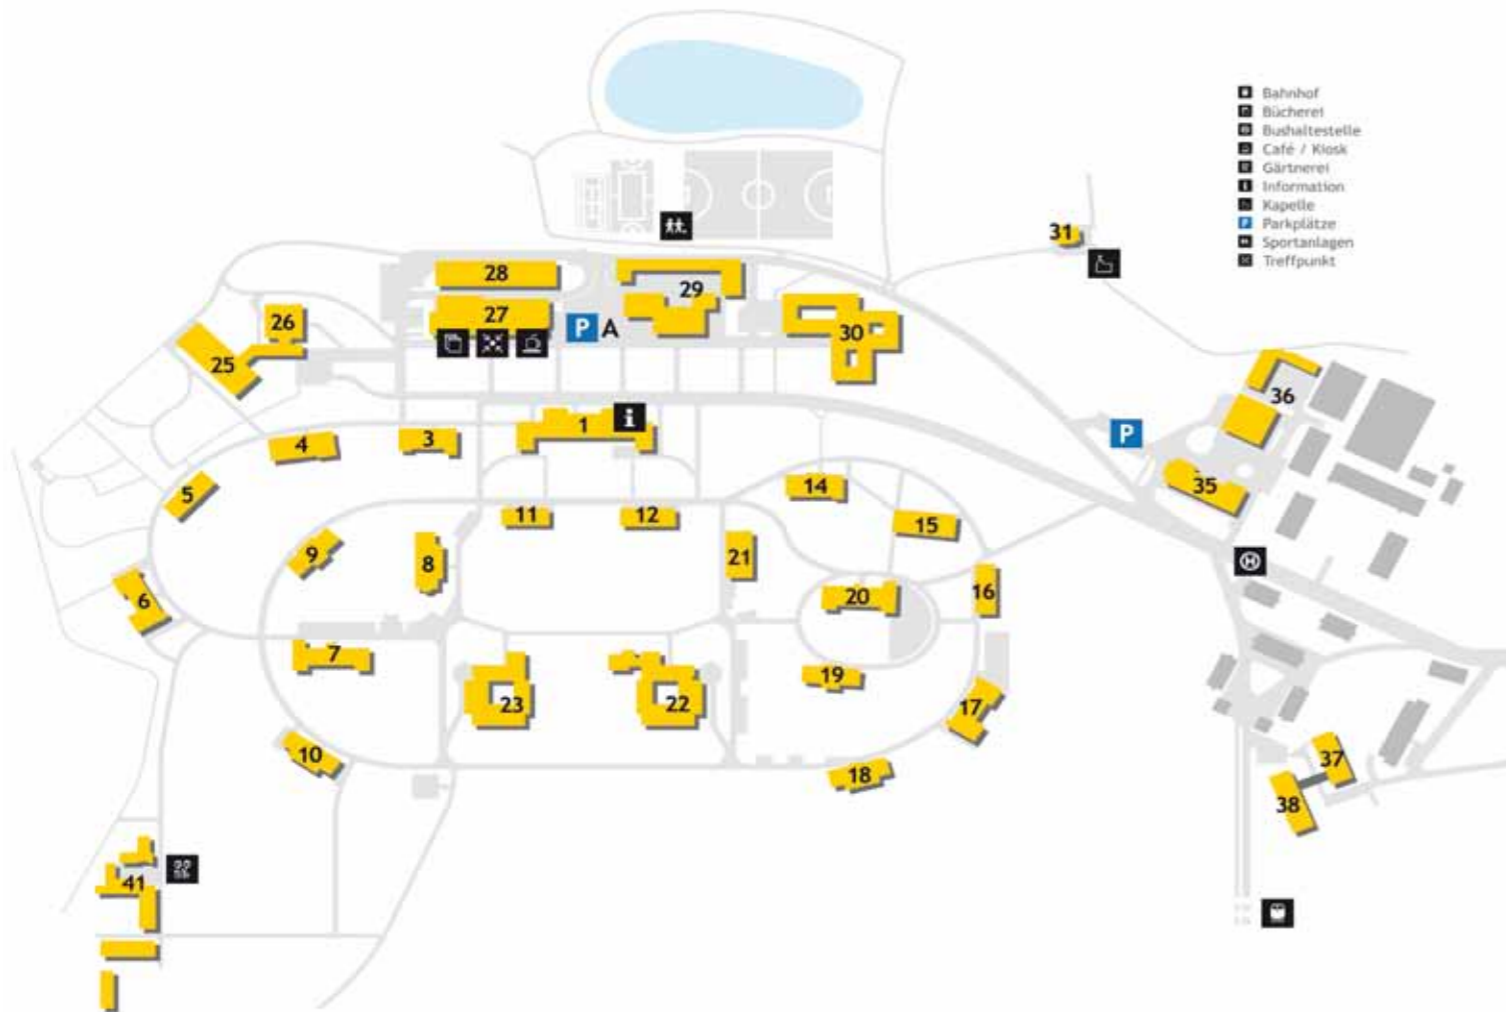 Bahnhof
Bücherei
Bushaltestelle
Café / Kiosk
Gärtnerei
Information
Kapelle
P Parkplätze
Sportanlagen
Treffpunkt
31
28
29
27
P A
26
30
25
36
i
1
P
3
4
35
14
5
11
12
15
9
21
8
H
16
6
20
7
19
23
22
17
10
37
18
38
41